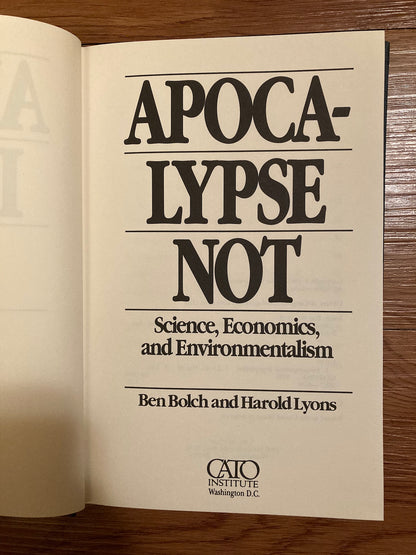 APOCA-
LYPSE
NOT
Science, Economics,
and Environmentalism
Ben Bolch and Harold Lyons
CATO
INSTITUTE
Washington D.C.